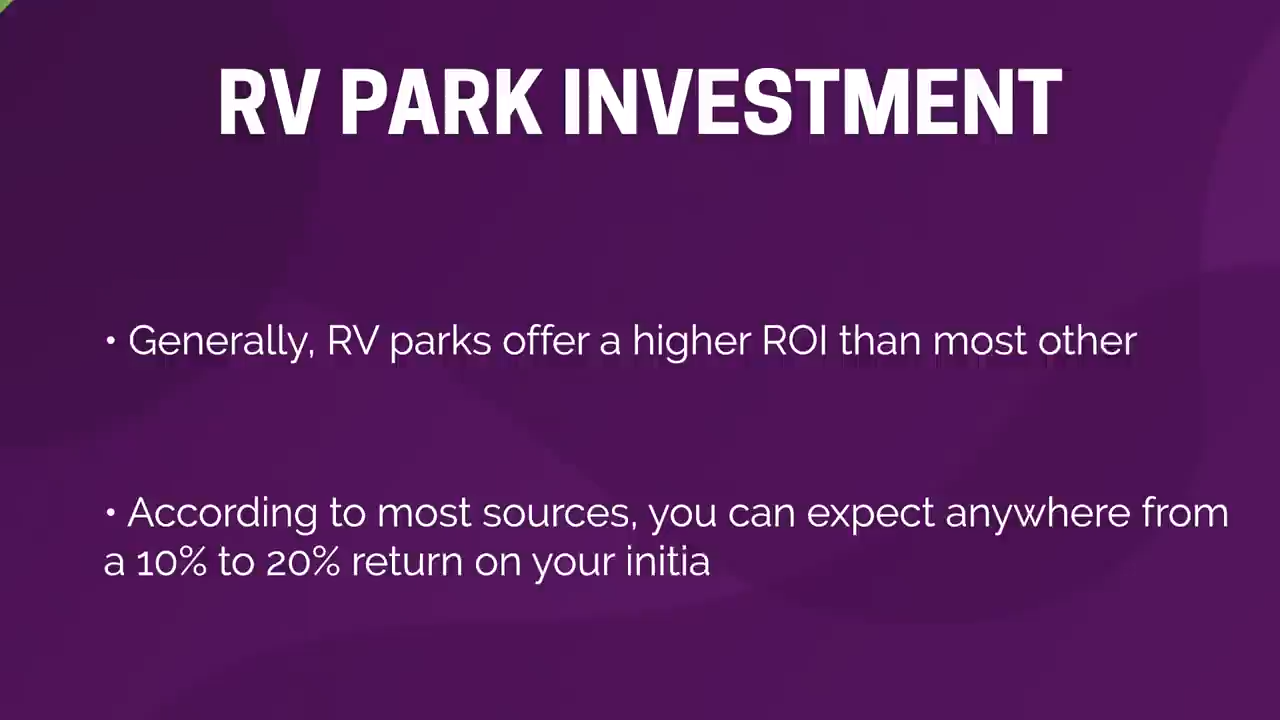 RV PARK INVESTMENT
• Generally, RV parks offer a higher ROI than most other
• According to most sources, you can expect anywhere from
a 10% to 20% return on your initia